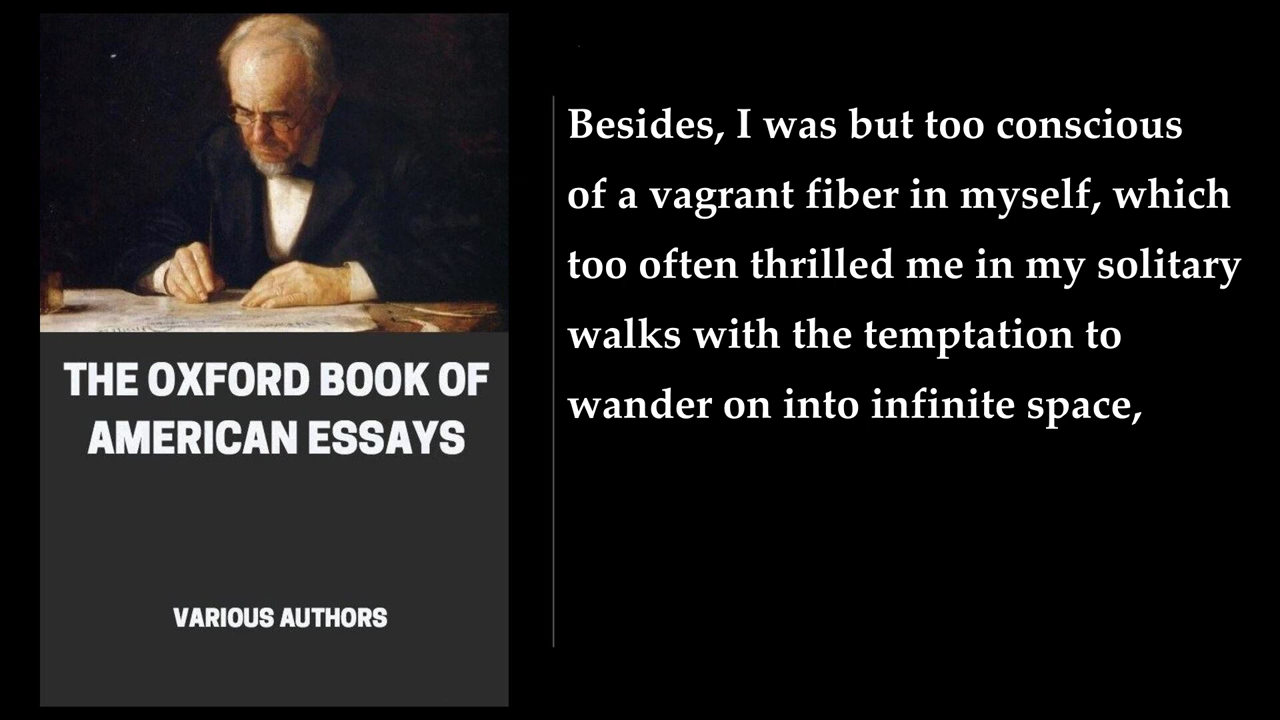 THE OXFORD BOOK OF
AMERICAN ESSAYS
VARIOUS AUTHORS
Besides, I was but too conscious
of a vagrant fiber in myself, which
too often thrilled me in my solitary
walks with the temptation to
wander on into infinite space,